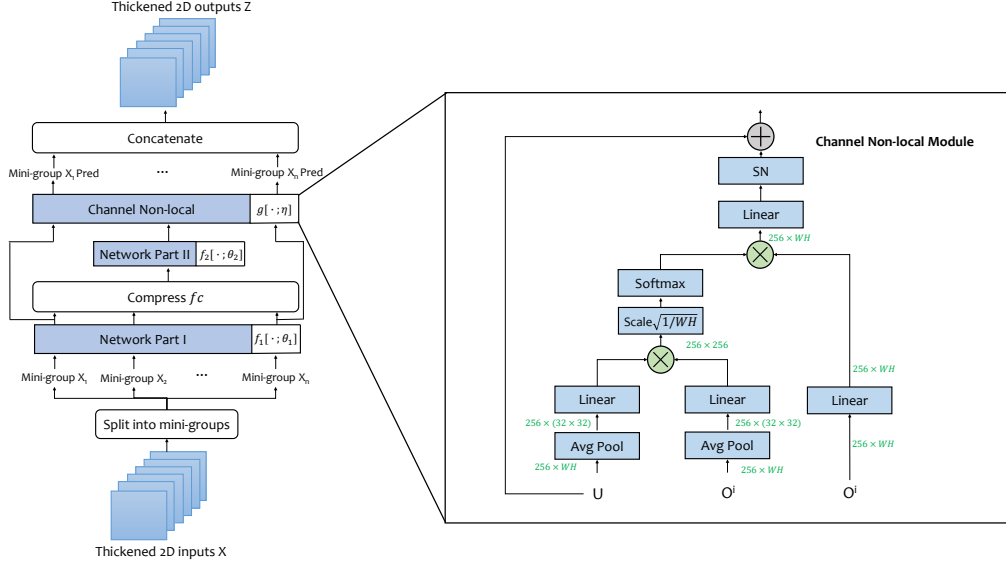 Thickened 2D outputs Z
Concatenate
Mini-group X₁ Pred
...
Mini-group Xₙ Pred
Channel Non-local
g[·;η]
Network Part II
f₂[·;θ₂]
Compress fc
Network Part I
f₁[·;θ₁]
Mini-group X₁
Mini-group X₂
...
Mini-group Xₙ
Split into mini-groups
Thickened 2D inputs X
Channel Non-local Module
SN
Linear
256 × WH
Softmax
Scale√1/WH
256 × 256
256 × WH
Linear
Linear
Linear
256 × (32 × 32)
256 × (32 × 32)
256 × WH
Avg Pool
Avg Pool
256 × WH
256 × WH
U
Oⁱ
Oⁱ